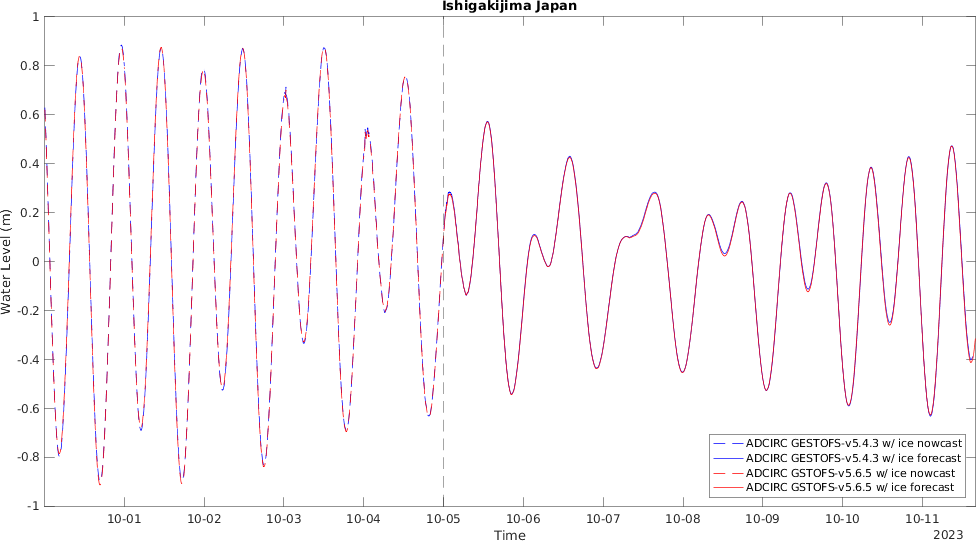 Ishigakijima Japan
Water Level (m)
1
0.8
0.6
0.4
0.2
0
-0.2
-0.4
-0.6
-0.8
-1
10-01 10-02 10-03 10-04 10-05 10-06 10-07 10-08 10-09 10-10 10-11
Time
2023
ADCIRC GESTOFS-v5.4.3 w/ ice nowcast
ADCIRC GESTOFS-v5.4.3 w/ ice forecast
ADCIRC GSTOFS-v5.6.5 w/ ice nowcast
ADCIRC GSTOFS-v5.6.5 w/ ice forecast